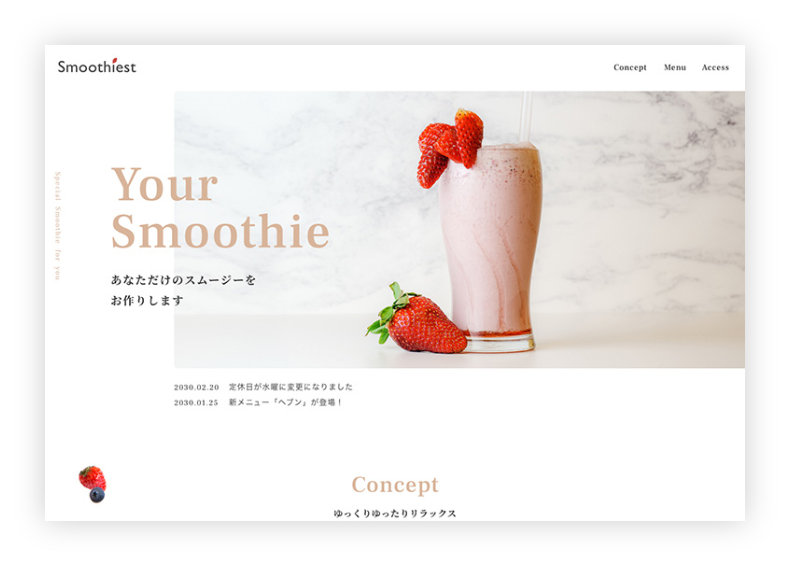 Smoothiest
Concept Menu Access
Special Smoothie for you
Your
Smoothie
あなただけのスムージーを
お作りします
2030.02.20 定休日が水曜に変更になりました
2030.01.25 新メニュー「ヘブン」が登場！
Concept
ゆっくりゆったりリラックス